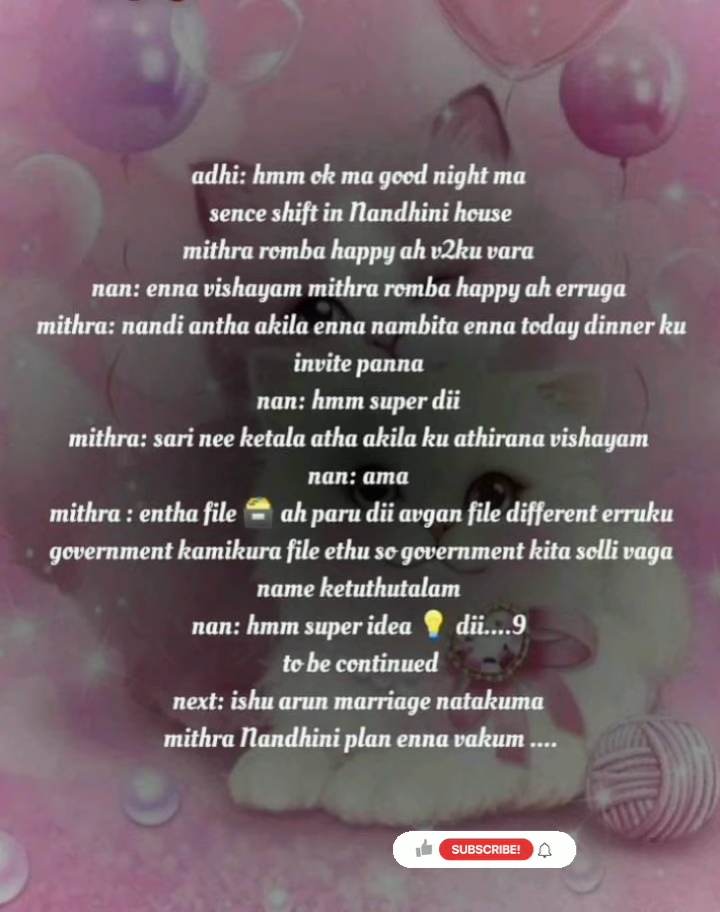 adhi: hmm ok ma good night ma
sence shift in Nandhini house
mithra romba happy ah v2ku vara
nan: enna vishayam mithra romba happy ah erruga
mithra: nandi antha akila enna nambita enna today dinner ku
invite panna
nan: hmm super dii
mithra: sari nee ketala atha akila ku athirana vishayam
nan: ama
mithra : entha file 🗃️ ah paru dii avgan file different erruku
government kamikura file ethu so government kita solli vaga
name ketuthutalam
nan: hmm super idea 💡 dii....9
to be continued
next: ishu arun marriage natakuma
mithra Nandhini plan enna vakum ....
SUBSCRIBE!